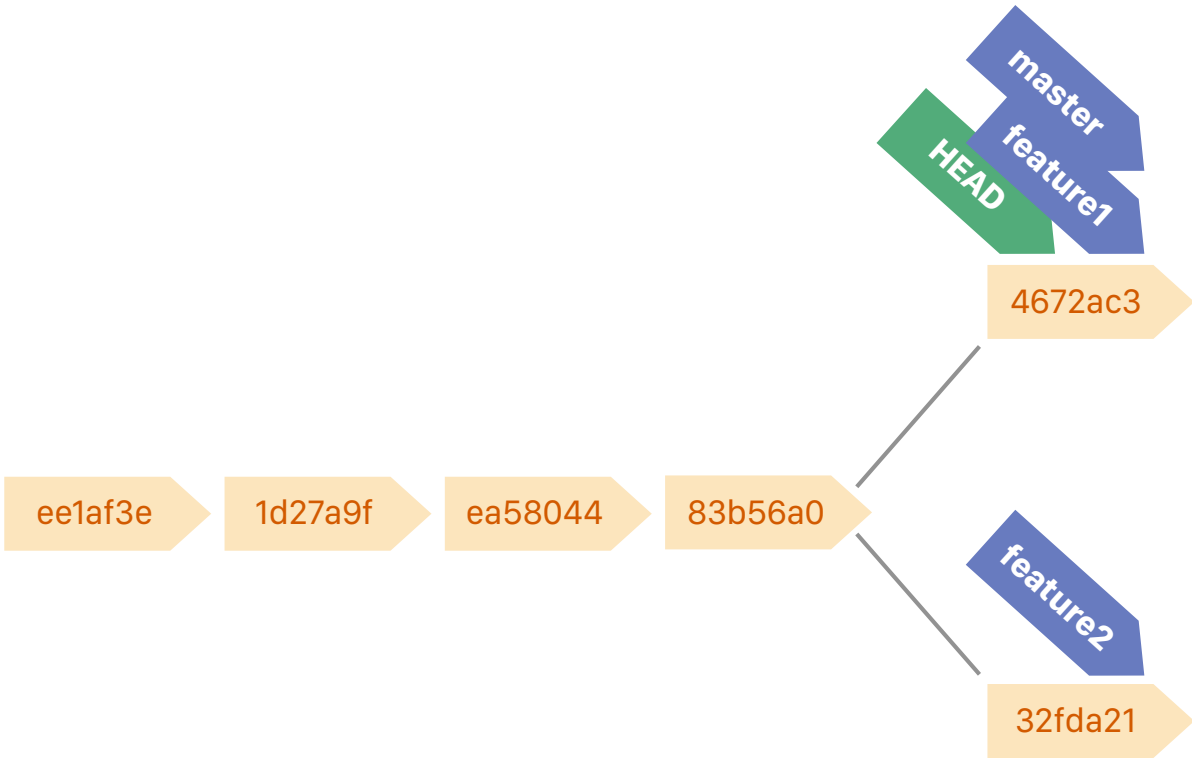 master
feature1
HEAD
4672ac3
ee1af3e
1d27a9f
ea58044
83b56a0
feature2
32fda21